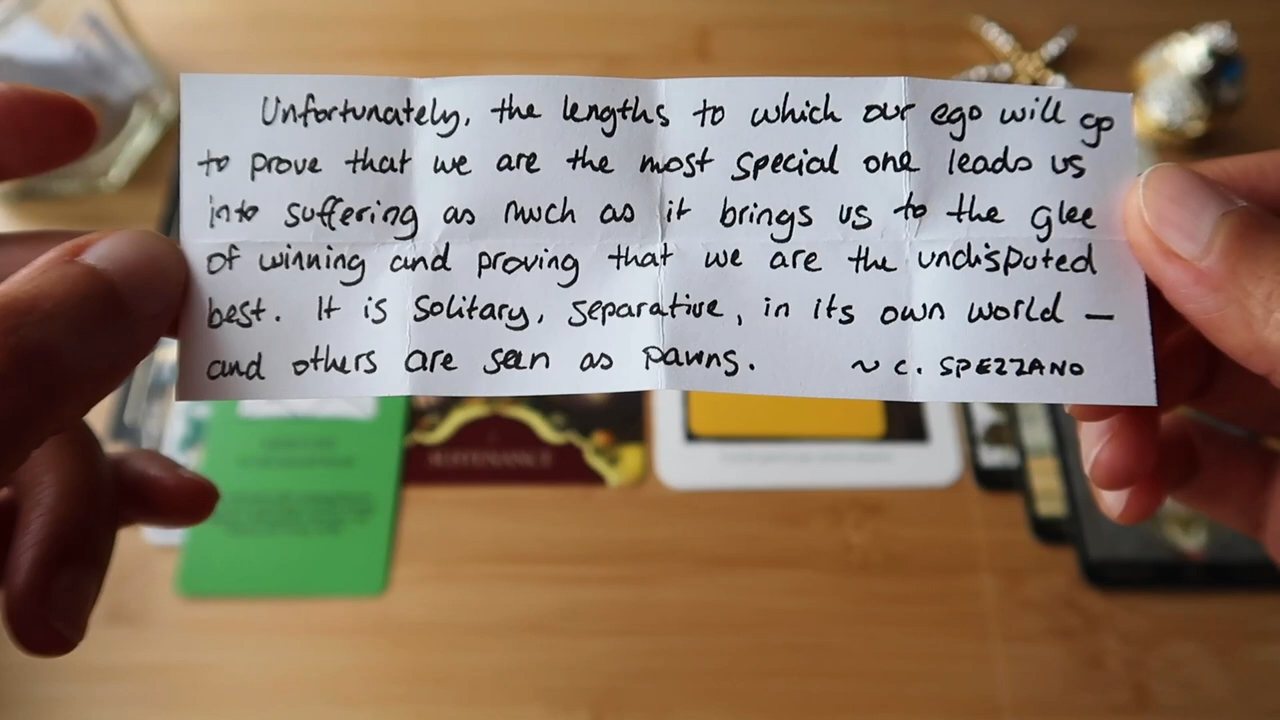 Unfortunately, the lengths to which our ego will go
to prove that we are the most special one leads us
into suffering as much as it brings us to the glee
of winning and proving that we are the undisputed
best. It is solitary, separative, in its own world —
and others are seen as pawns. ~ C. SPEZZANO
SUSTENANCE